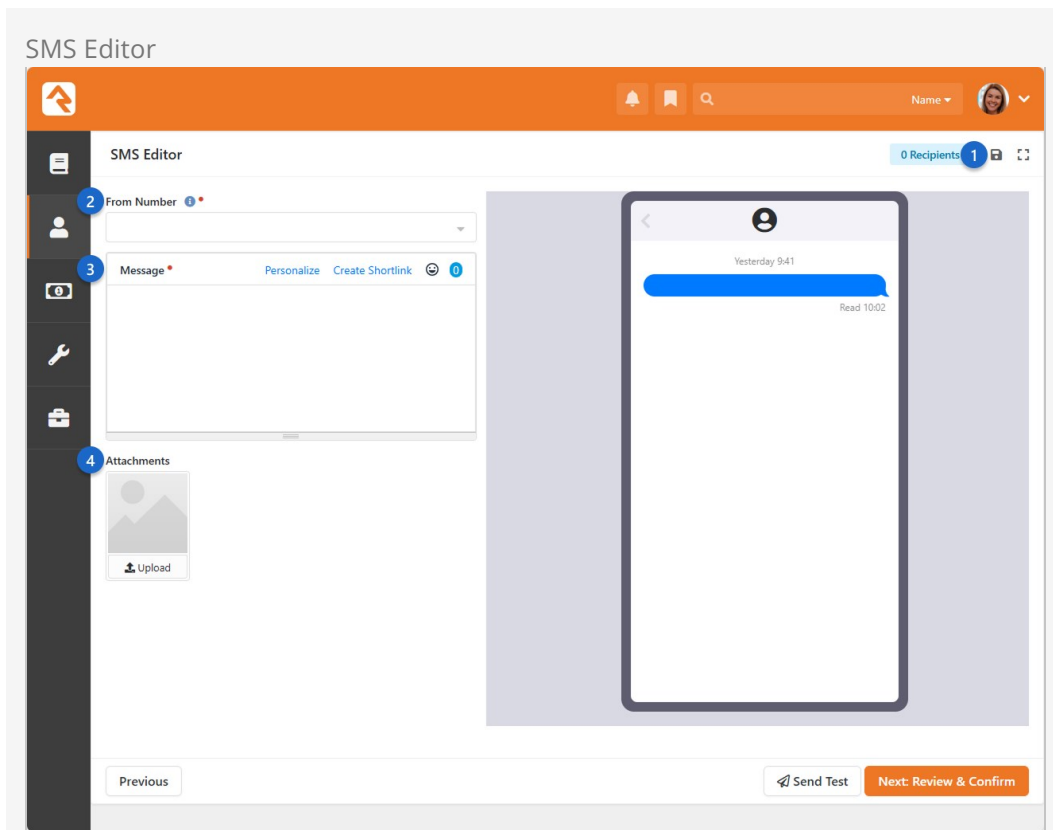 SMS Editor
Name
SMS Editor
0 Recipients
1
2
From Number
3
Message
Personalize Create Shortlink 0
Yesterday 9:41
Read 10:02
4
Attachments
Upload
Previous
Send Test
Next: Review & Confirm